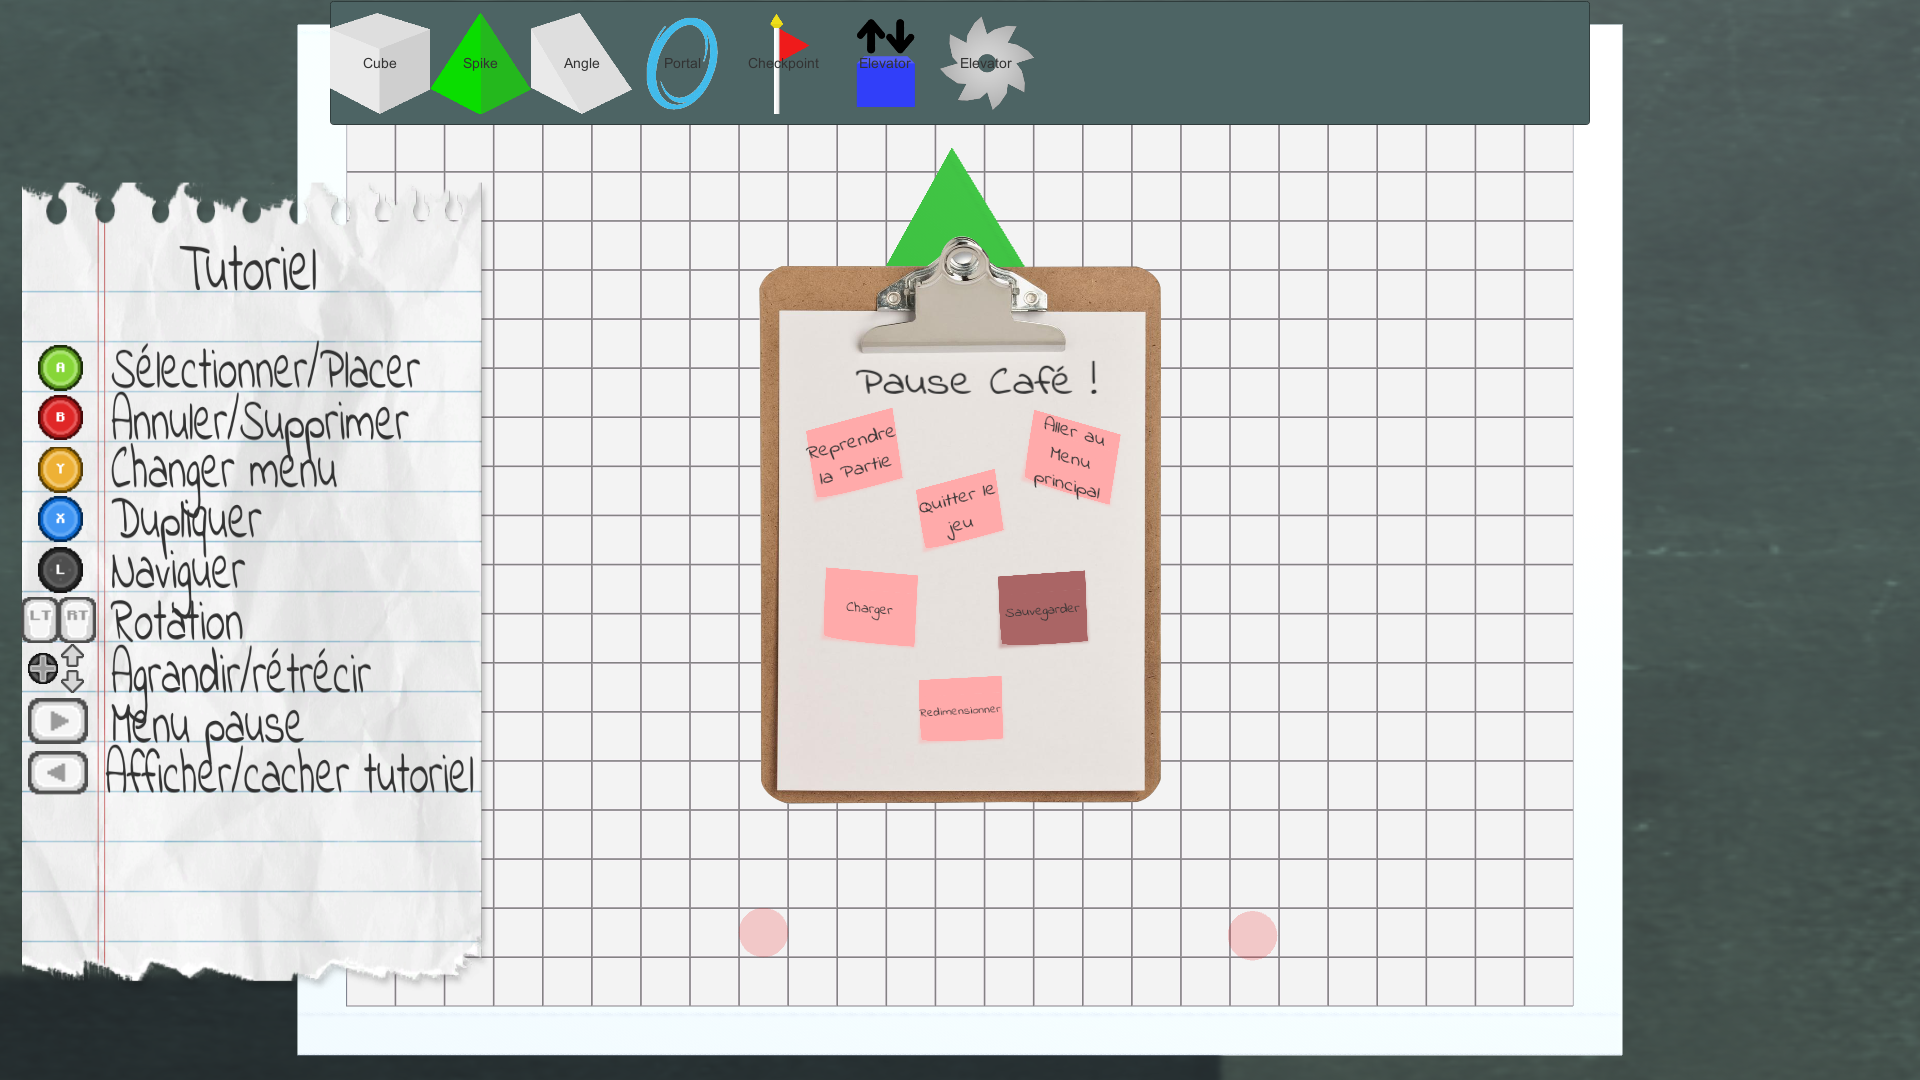 Cube Spike Angle Portal Checkpoint Elevator Elevator
Tutoriel
A Sélectionner/Placer
B Annuler/Supprimer
Y Changer menu
X Dupliquer
L Naviguer
LT RT Rotation
Agrandir/rétrécir
Menu pause
Afficher/cacher tutoriel
Pause Café !
Reprendre
la Partie
Aller au
Menu
principal
Quitter le
jeu
Charger
Sauvegarder
Redimensionner